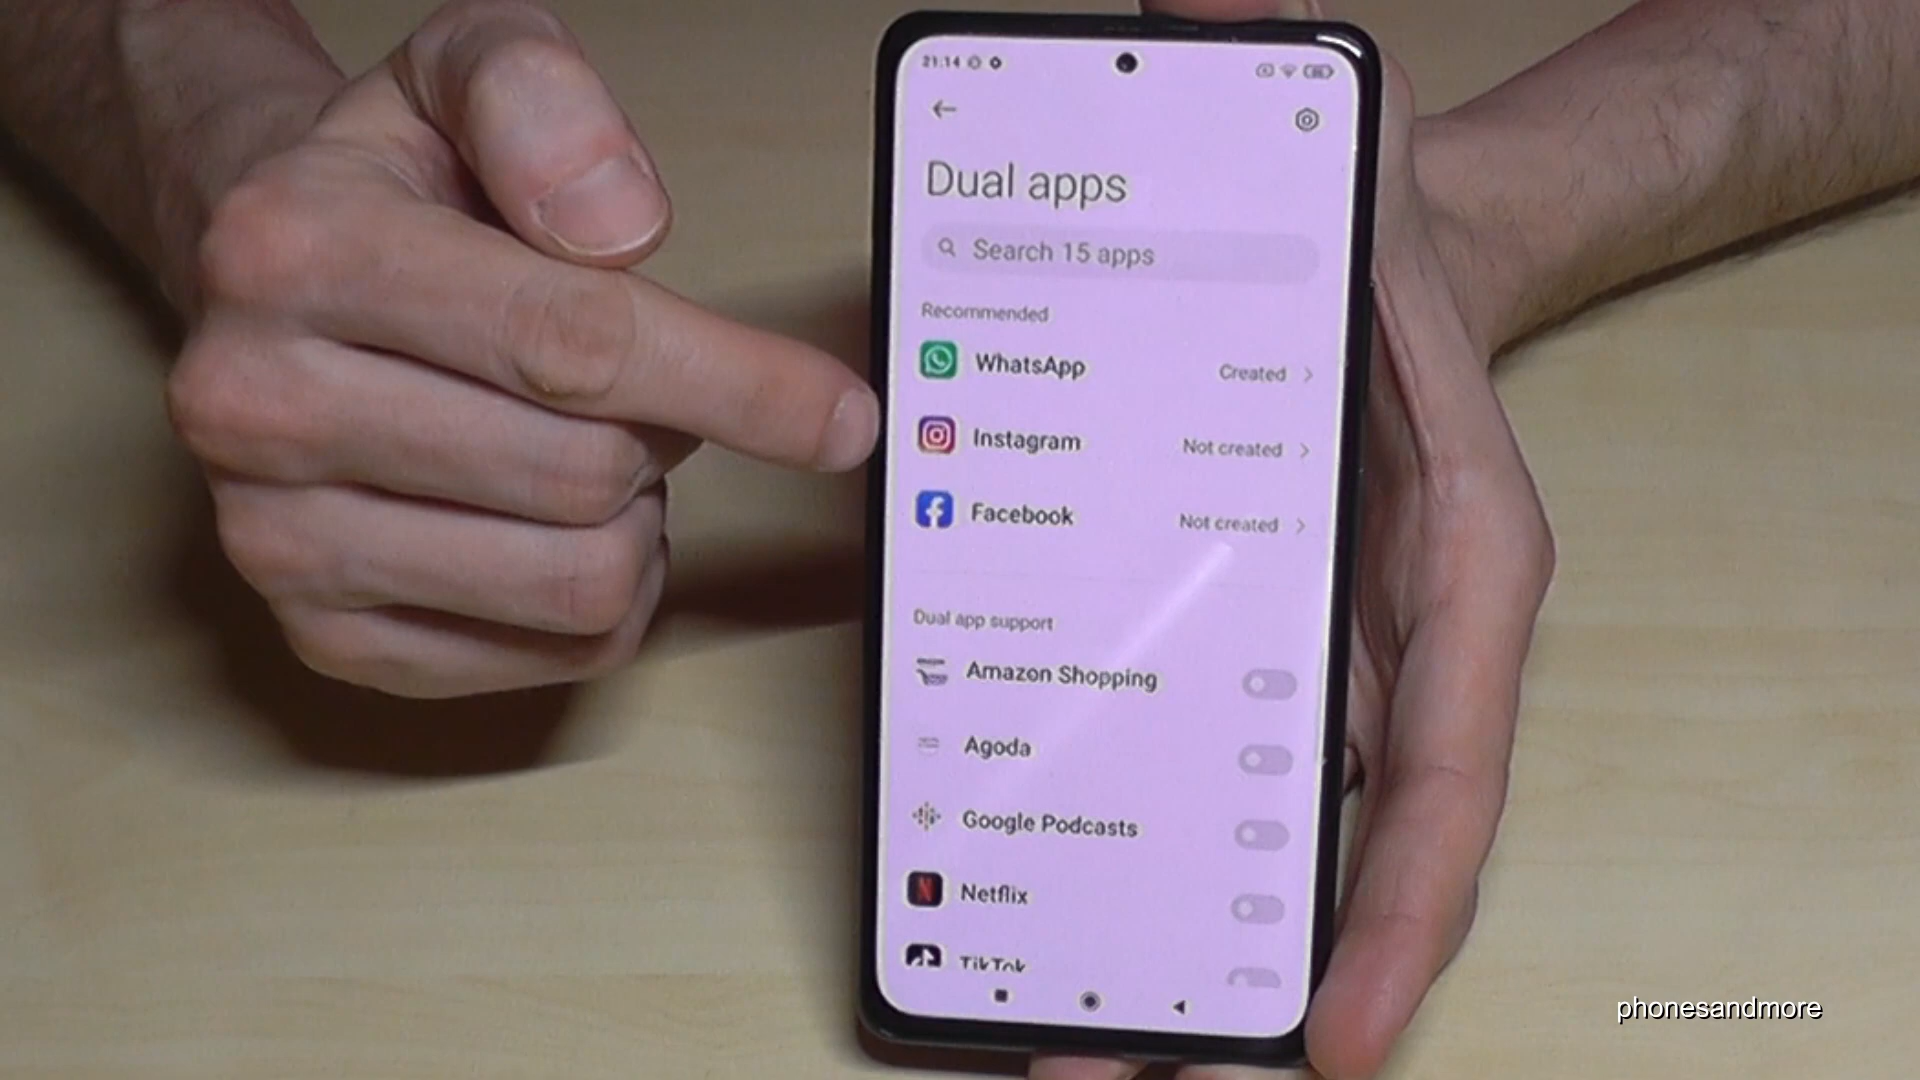 21:14
Dual apps
Search 15 apps
Recommended
WhatsApp Created
Instagram Not created
Facebook Not created
Dual app support
Amazon Shopping
Agoda
Google Podcasts
Netflix
TikTok
phonesandmore